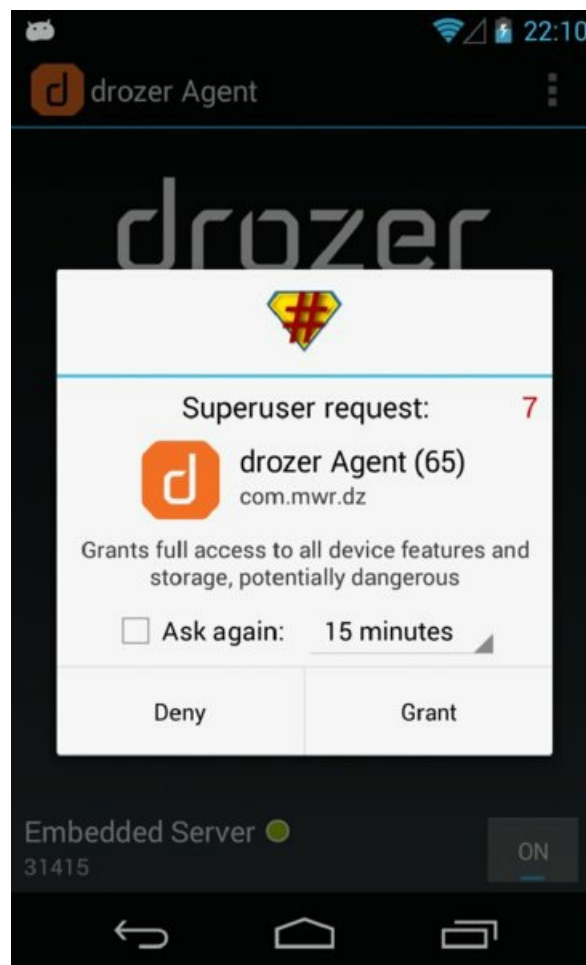 22:10
drozer Agent
drozer
#
Superuser request: 7
drozer Agent (65)
com.mwr.dz
Grants full access to all device features and
storage, potentially dangerous
Ask again: 15 minutes
Deny Grant
Embedded Server
31415 ON